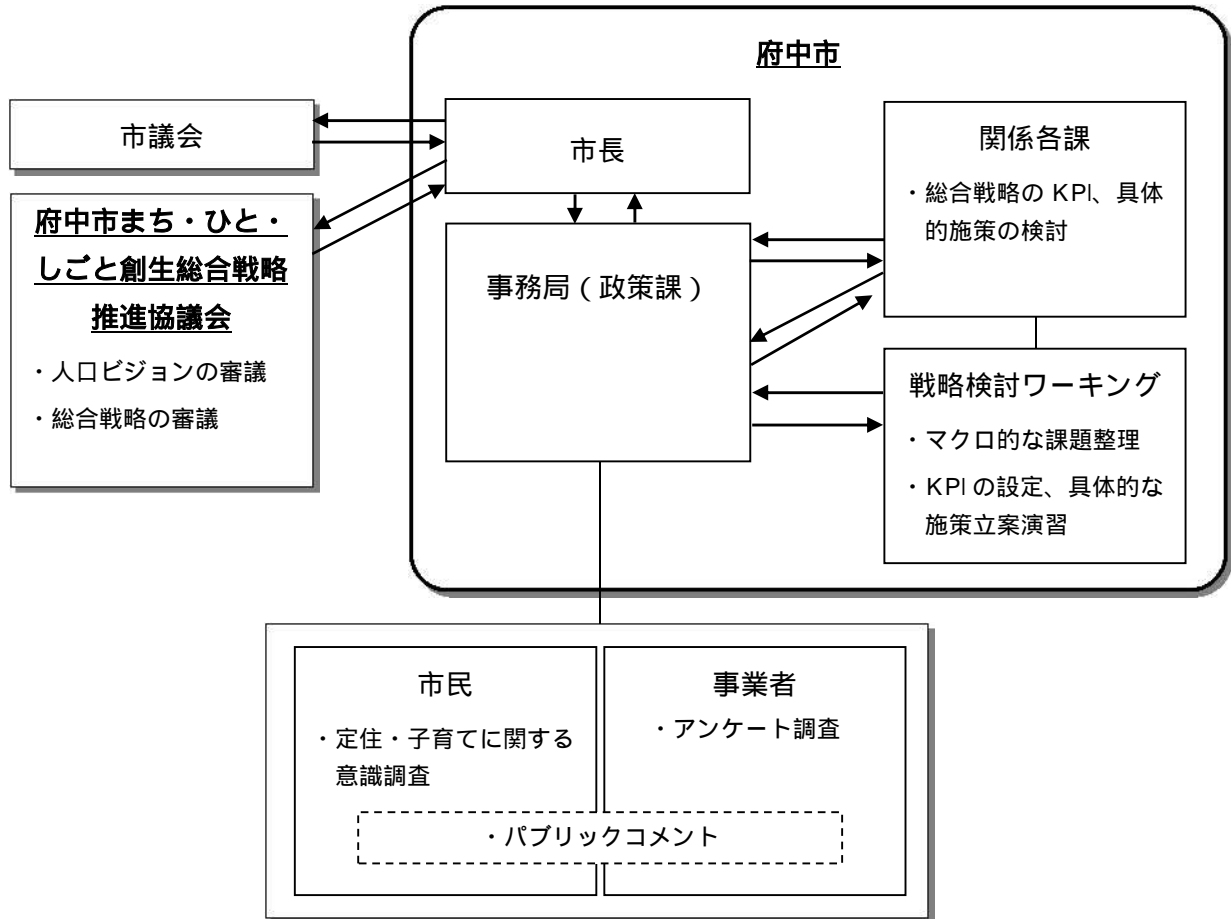 府中市
市議会
市長
関係各課
・総合戦略の KPI、具体
的施策の検討
府中市まち・ひと・
しごと創生総合戦略
推進協議会
・人口ビジョンの審議
・総合戦略の審議
事務局（政策課）
戦略検討ワーキング
・マクロ的な課題整理
・KPI の設定、具体的な
施策立案演習
市民
・定住・子育てに関する
意識調査
事業者
・アンケート調査
・パブリックコメント